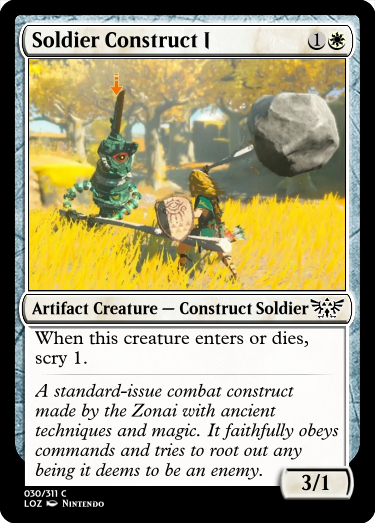 Soldier Construct I
1
Artifact Creature — Construct Soldier
When this creature enters or dies,
scry 1.
A standard-issue combat construct
made by the Zonai with ancient
techniques and magic. It faithfully obeys
commands and tries to root out any
being it deems to be an enemy.
3/1
030/311 C
LOZ Nintendo